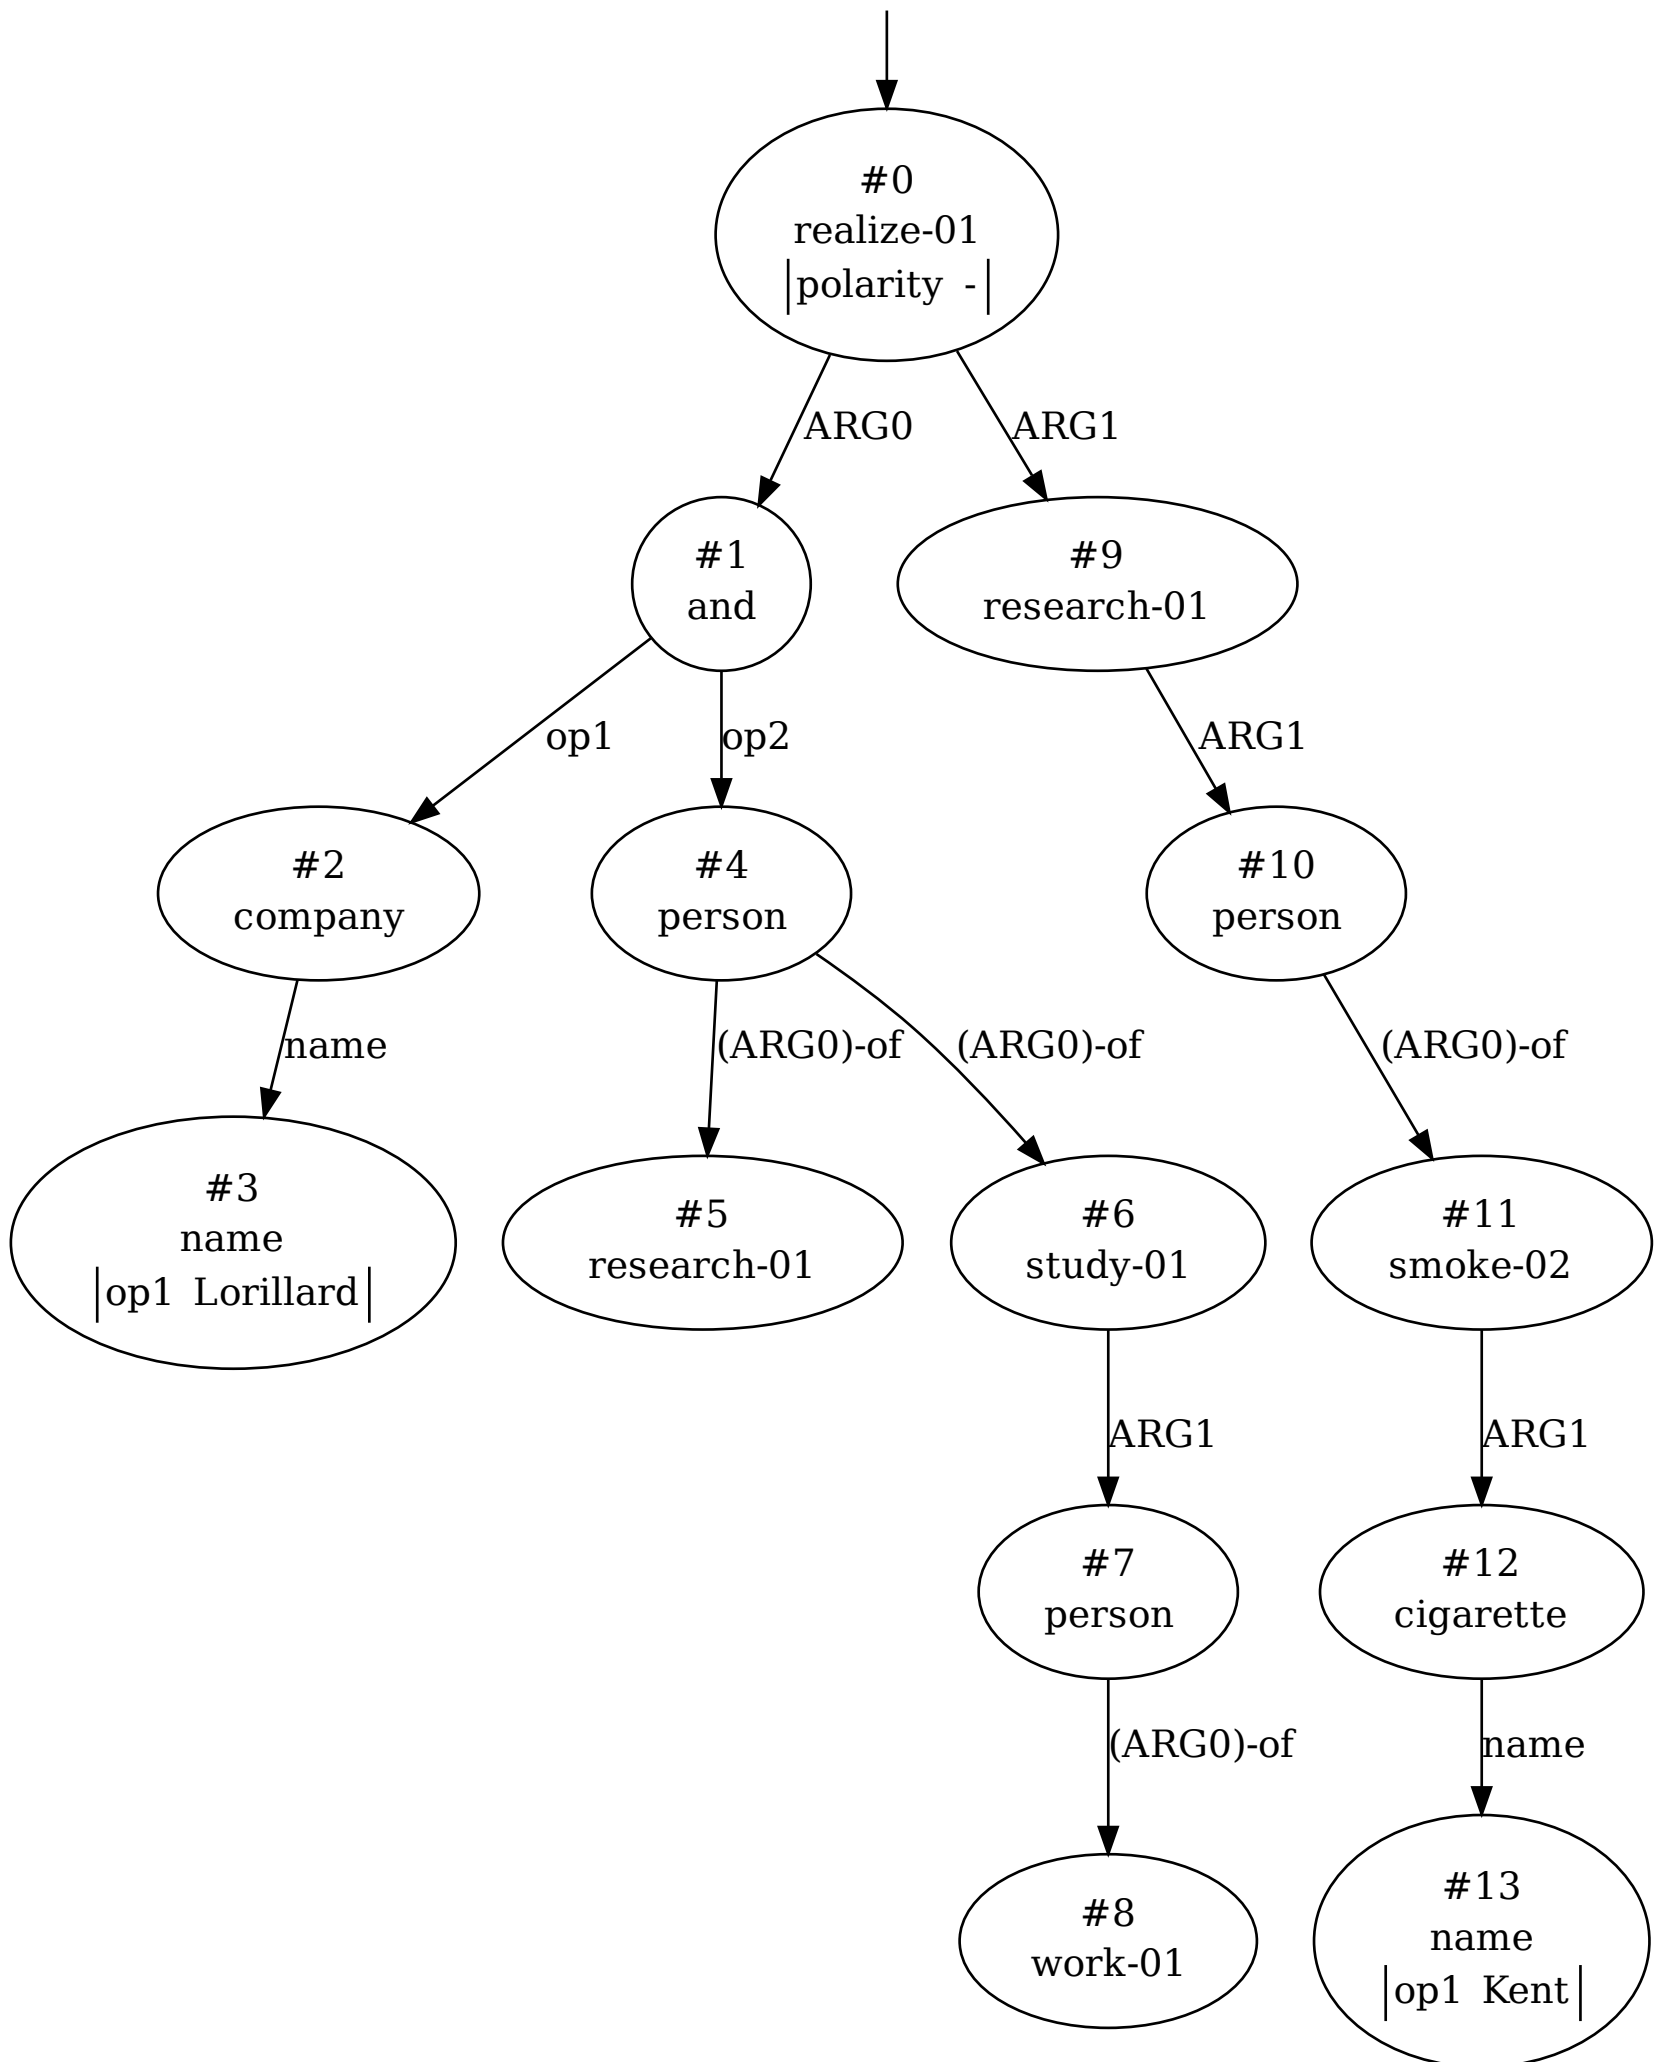 #0
realize-01
|polarity -|
ARG0
ARG1
#1
and
#9
research-01
op1
op2
ARG1
#2
company
#4
person
#10
person
name
(ARG0)-of
(ARG0)-of
(ARG0)-of
#3
name
|op1 Lorillard|
#5
research-01
#6
study-01
#11
smoke-02
ARG1
ARG1
#7
person
#12
cigarette
(ARG0)-of
name
#8
work-01
#13
name
|op1 Kent|